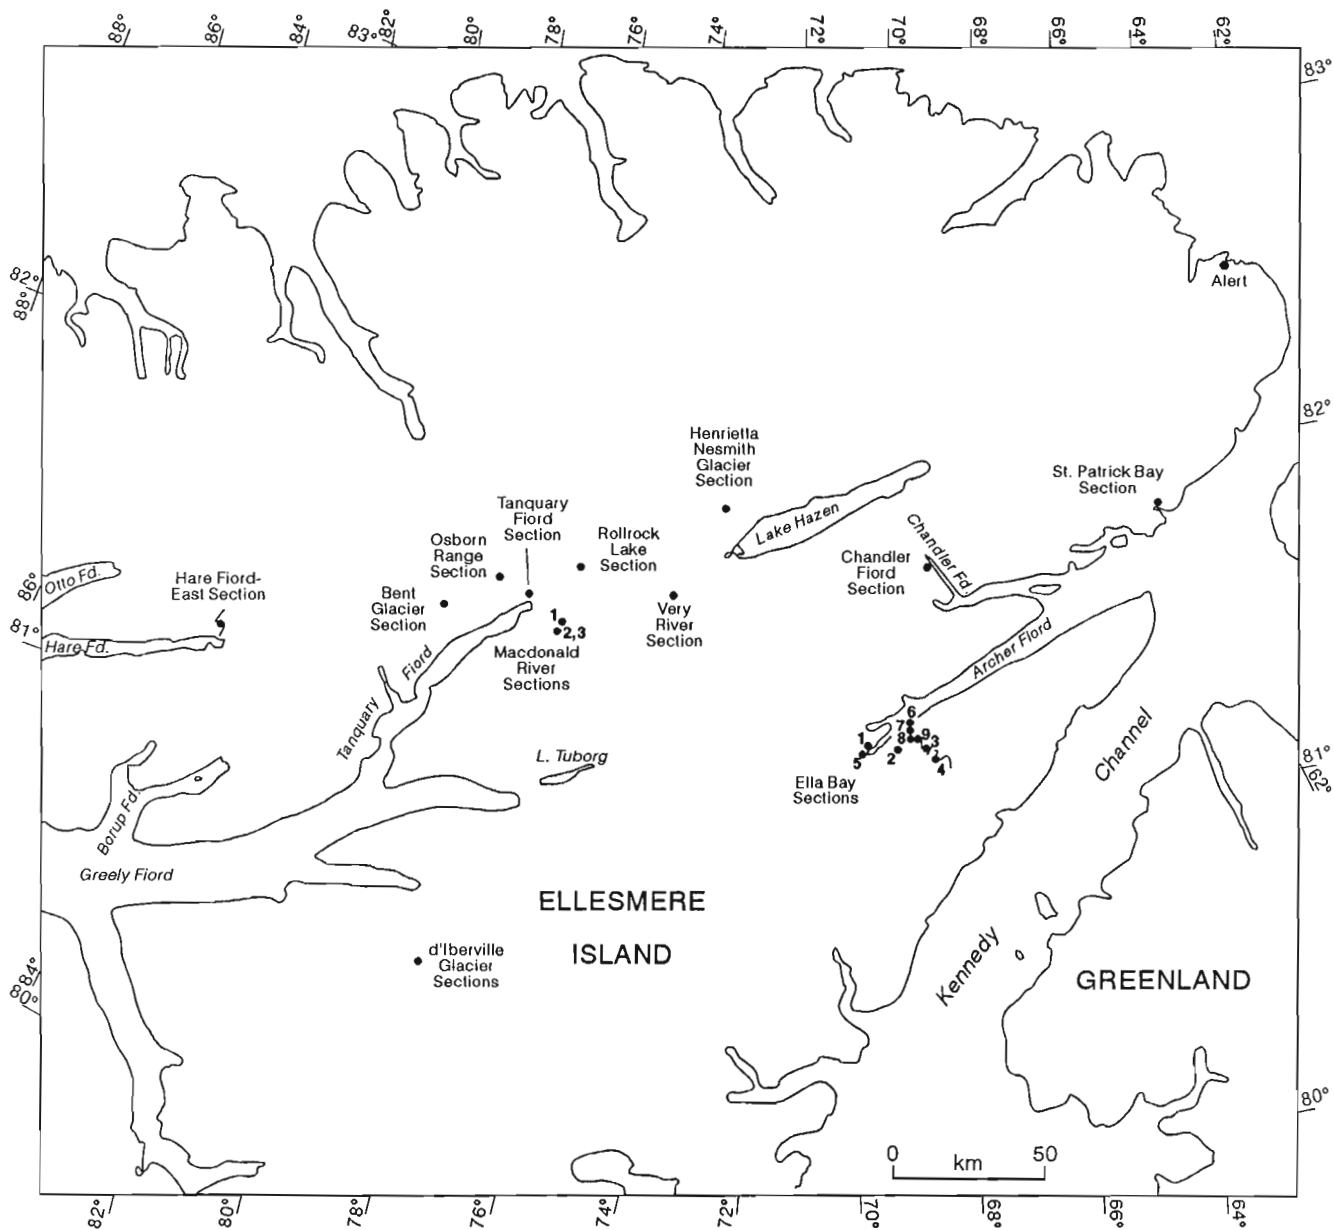 88°
86°
84°
83°
82°
80°
78°
76°
74°
72°
70°
68°
66°
64°
62°
83°
82°
88°
Alert
82°
Henrietta
Nesmith
Glacier
Section
St. Patrick Bay
Section
Lake Hazen
Tanquary
Fiord
Section
Rollrock
Lake
Section
Osborn
Range
Section
Chandler Fd.
Chandler
Fiord
Section
86°
Otto Fd.
Hare Fiord-
East Section
Bent
Glacier
Section
Very
River
Section
1
2,3
81°
Hare Fd.
Macdonald
River
Sections
Tanquary Fiord
Archer Fiord
6
7
8
9
3
1
5
2
7
4
Ella Bay
Sections
L. Tuborg
81°
62°
Borup Fd.
Greely Fiord
Kennedy Channel
ELLESMERE
ISLAND
GREENLAND
d'Iberville
Glacier
Sections
84°
80°
80°
0 50
km
82°
80°
78°
76°
74°
72°
70°
68°
66°
64°